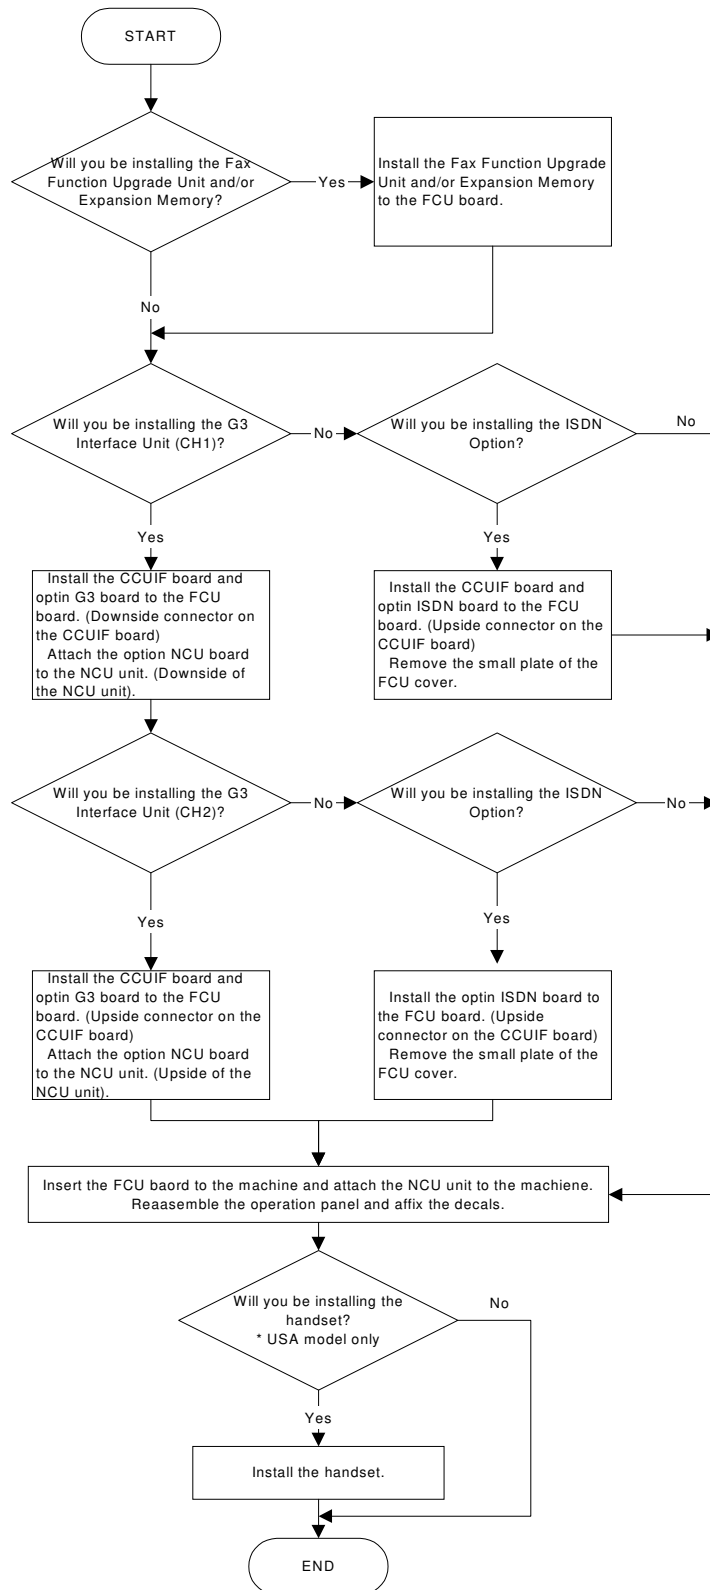 START
Will you be installing the Fax
Function Upgrade Unit and/or
Expansion Memory?
Yes
Install the Fax Function Upgrade
Unit and/or Expansion Memory
to the FCU board.
No
Will you be installing the G3
Interface Unit (CH1)?
No
Will you be installing the ISDN
Option?
No
Yes
Yes
Install the CCUIF board and
optin G3 board to the FCU
board. (Downside connector on
the CCUIF board)
Attach the option NCU board
to the NCU unit. (Downside of
the NCU unit).
Install the CCUIF board and
optin ISDN board to the FCU
board. (Upside connector on the
CCUIF board)
Remove the small plate of the
FCU cover.
Will you be installing the G3
Interface Unit (CH2)?
No
Will you be installing the ISDN
Option?
No
Yes
Yes
Install the CCUIF board and
optin G3 board to the FCU
board. (Upside connector on the
CCUIF board)
Attach the option NCU board
to the NCU unit. (Upside of the
NCU unit).
Install the optin ISDN board to
the FCU board. (Upside
connector on the CCUIF board)
Remove the small plate of the
FCU cover.
Insert the FCU baord to the machine and attach the NCU unit to the machiene.
Reaasemble the operation panel and affix the decals.
Will you be installing the
handset?
* USA model only
No
Yes
Install the handset.
END